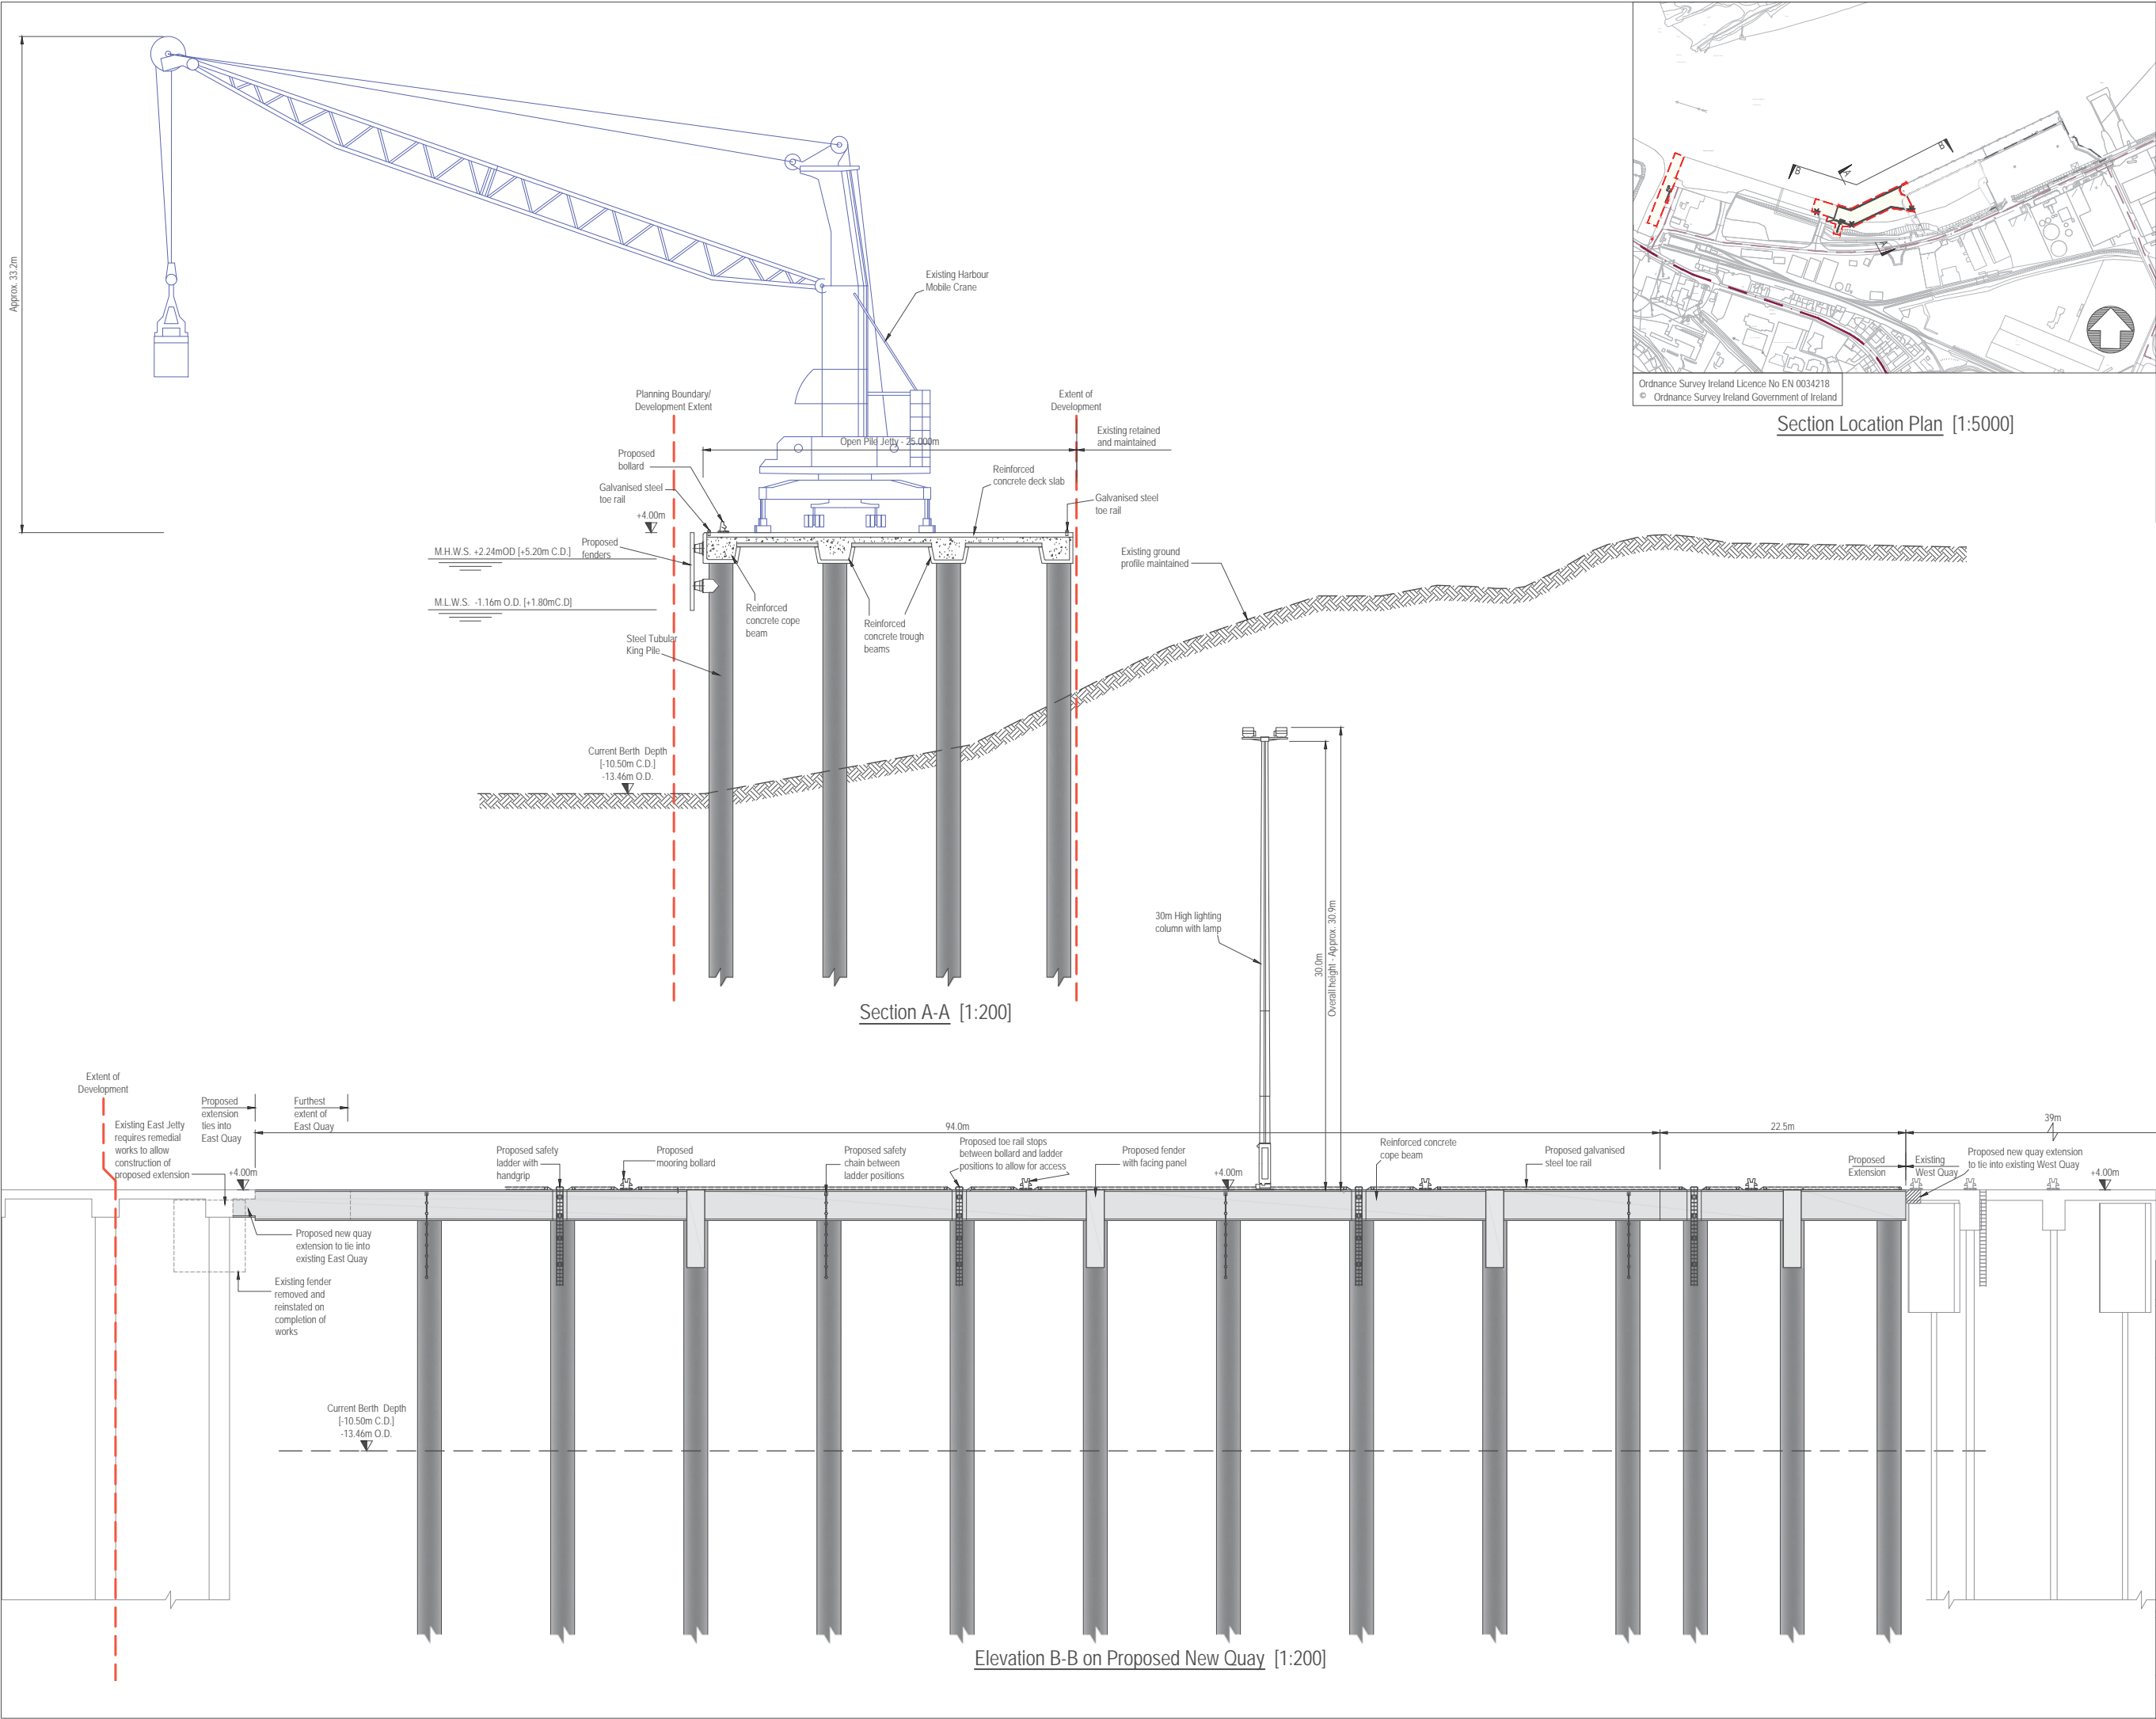 Approx. 33.2m
Existing Harbour
Mobile Crane
Planning Boundary/
Development Extent
Extent of
Development
Existing retained
and maintained
Open Pile Jetty - 25.000m
Proposed
bollard
Reinforced
concrete deck slab
Galvanised steel
toe rail
Galvanised steel
toe rail
+4.00m
M.H.W.S. +2.24mOD [+5.20m C.D.]
Proposed
fenders
Existing ground
profile maintained
M.L.W.S. -1.16m O.D. [+1.80mC.D]
Reinforced
concrete cope
beam
Reinforced
concrete trough
beams
Steel Tubular
King Pile
Current Berth Depth
[-10.50m C.D.]
-13.46m O.D.
Section A-A [1:200]
B
A
B
A
Ordnance Survey Ireland Licence No EN 0034218
© Ordnance Survey Ireland Government of Ireland
Section Location Plan [1:5000]
30m High lighting
column with lamp
30.0m
Overall height - Approx. 30.9m
Extent of
Development
Proposed
extension
ties into
East Quay
Furthest
extent of
East Quay
Existing East Jetty
requires remedial
works to allow
construction of
proposed extension
+4.00m
94.0m
22.5m
39m
Proposed safety
ladder with
handgrip
Proposed
mooring bollard
Proposed safety
chain between
ladder positions
Proposed toe rail stops
between bollard and ladder
positions to allow for access
Proposed fender
with facing panel
+4.00m
Reinforced concrete
cope beam
Proposed galvanised
steel toe rail
Proposed
Extension
Existing
West Quay
Proposed new quay extension
to tie into existing West Quay
+4.00m
Proposed new quay
extension to tie into
existing East Quay
Existing fender
removed and
reinstated on
completion of
works
Current Berth Depth
[-10.50m C.D.]
-13.46m O.D.
Elevation B-B on Proposed New Quay [1:200]